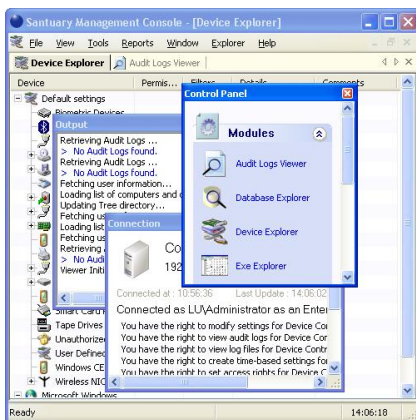 Santuary Management Console - [Device Explorer]
File View Tools Reports Window Explorer Help
Device Explorer Audit Logs Viewer
Device Permis... Filters Details Comments
Default settings
Biometric Devices
Output
Retrieving Audit Logs ...
> No Audit Logs found.
Retrieving Audit Logs ...
> No Audit Logs found.
Fetching user information...
Loading list of computers and
Updating Tree directory...
Fetching us
Loading list
Fetching us
Retrieving
> No Audi
Viewer Initi
Control Panel
Modules
Audit Logs Viewer
Database Explorer
Device Explorer
Exe Explorer
Connection
Co
192
Connected at : 10:56:36 Last Update : 14:06:02
Connected as LU\Administrator as an Enter
You have the right to modify settings for Device Con
You have the right to view audit logs for Device Con
You have the right to view log files for Device Contr
You have the right to create time-based settings for
You have the right to set access rights for Device C
Smart Card R
Tape Drives
Unauthorize
User Defined
Windows CE
Wireless NIC
Microsoft Windows
Ready 14:06:18